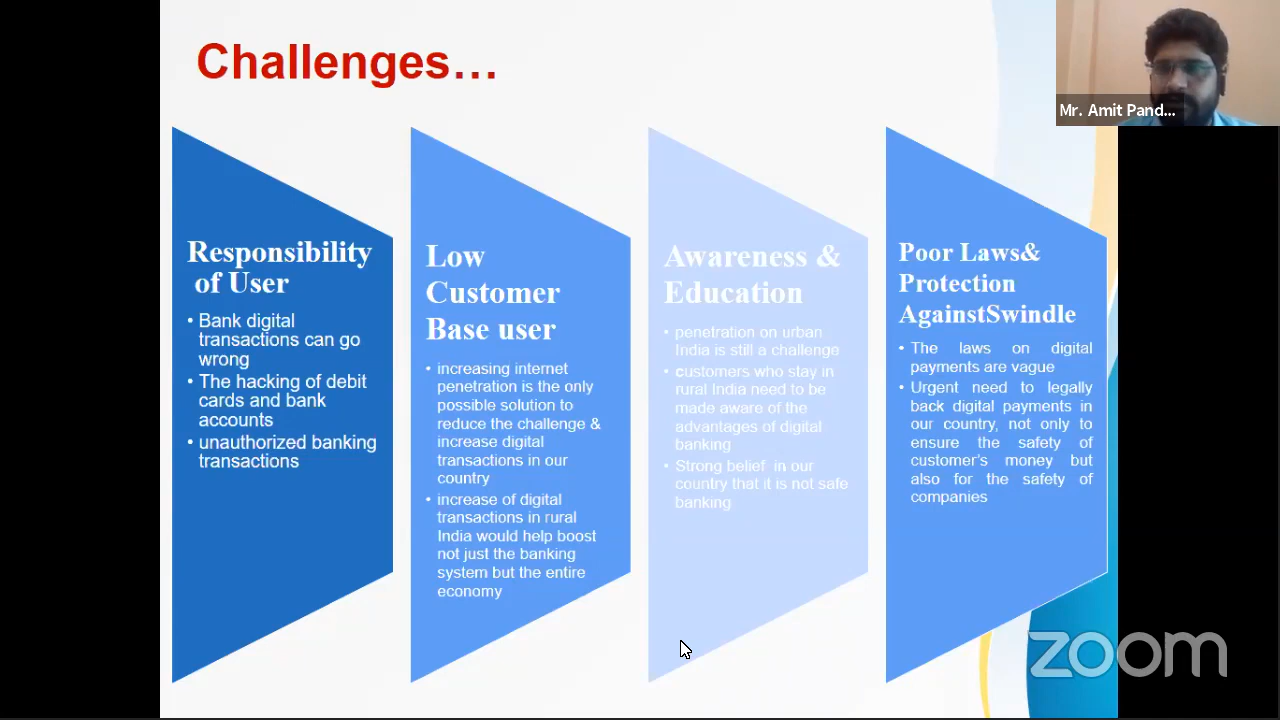 Challenges…
Mr. Amit Pand...
Responsibility
of User
• Bank digital
transactions can go
wrong
• The hacking of debit
cards and bank
accounts
• unauthorized banking
transactions
Low
Customer
Base user
• increasing internet
penetration is the only
possible solution to
reduce the challenge &
increase digital
transactions in our
country
• increase of digital
transactions in rural
India would help boost
not just the banking
system but the entire
economy
Awareness &
Education
• penetration on urban
India is still a challenge
• customers who stay in
rural India need to be
made aware of the
advantages of digital
banking
• Strong belief in our
country that it is not safe
banking
Poor Laws&
Protection
AgainstSwindle
• The laws on digital
payments are vague
• Urgent need to legally
back digital payments in
our country, not only to
ensure the safety of
customer's money but
also for the safety of
companies
zoom